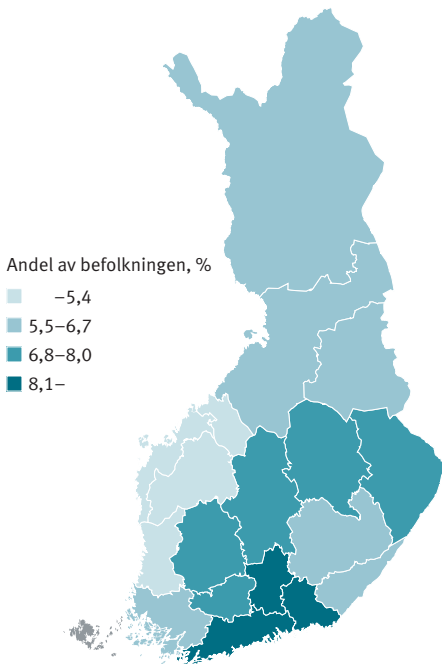 Andel av befolkningen, %
–5,4
5,5–6,7
6,8–8,0
8,1–